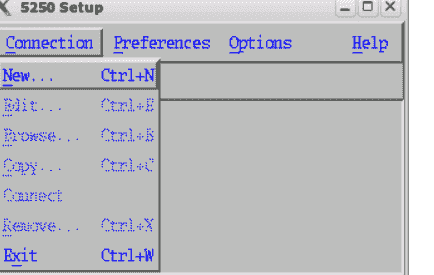 5250 Setup
Connection Preferences Options Help
New... Ctrl+N
Edit... Ctrl+E
Browse... Ctrl+B
Copy... Ctrl+C
Connect
Remove... Ctrl+X
Exit Ctrl+W